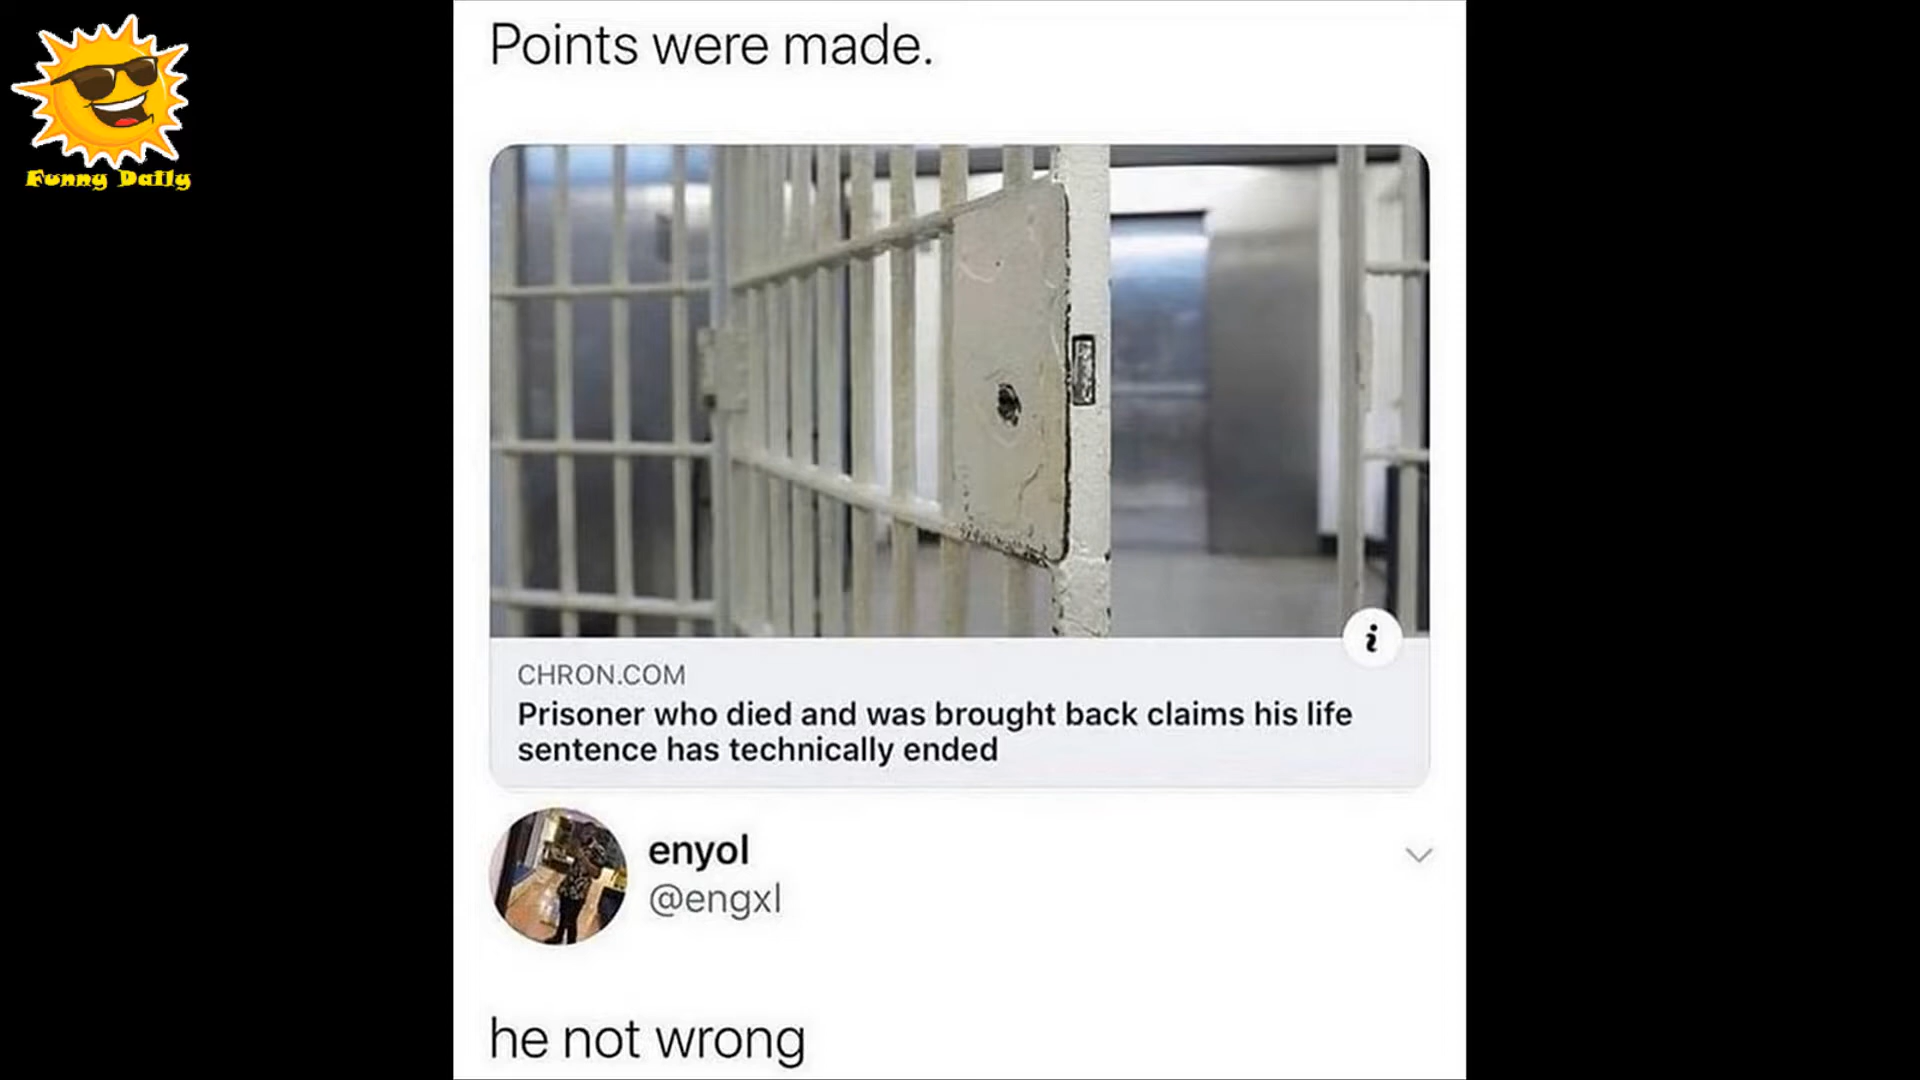 Points were made.
Funny Daily
CHRON.COM
Prisoner who died and was brought back claims his life
sentence has technically ended
enyol
@engxl
he not wrong